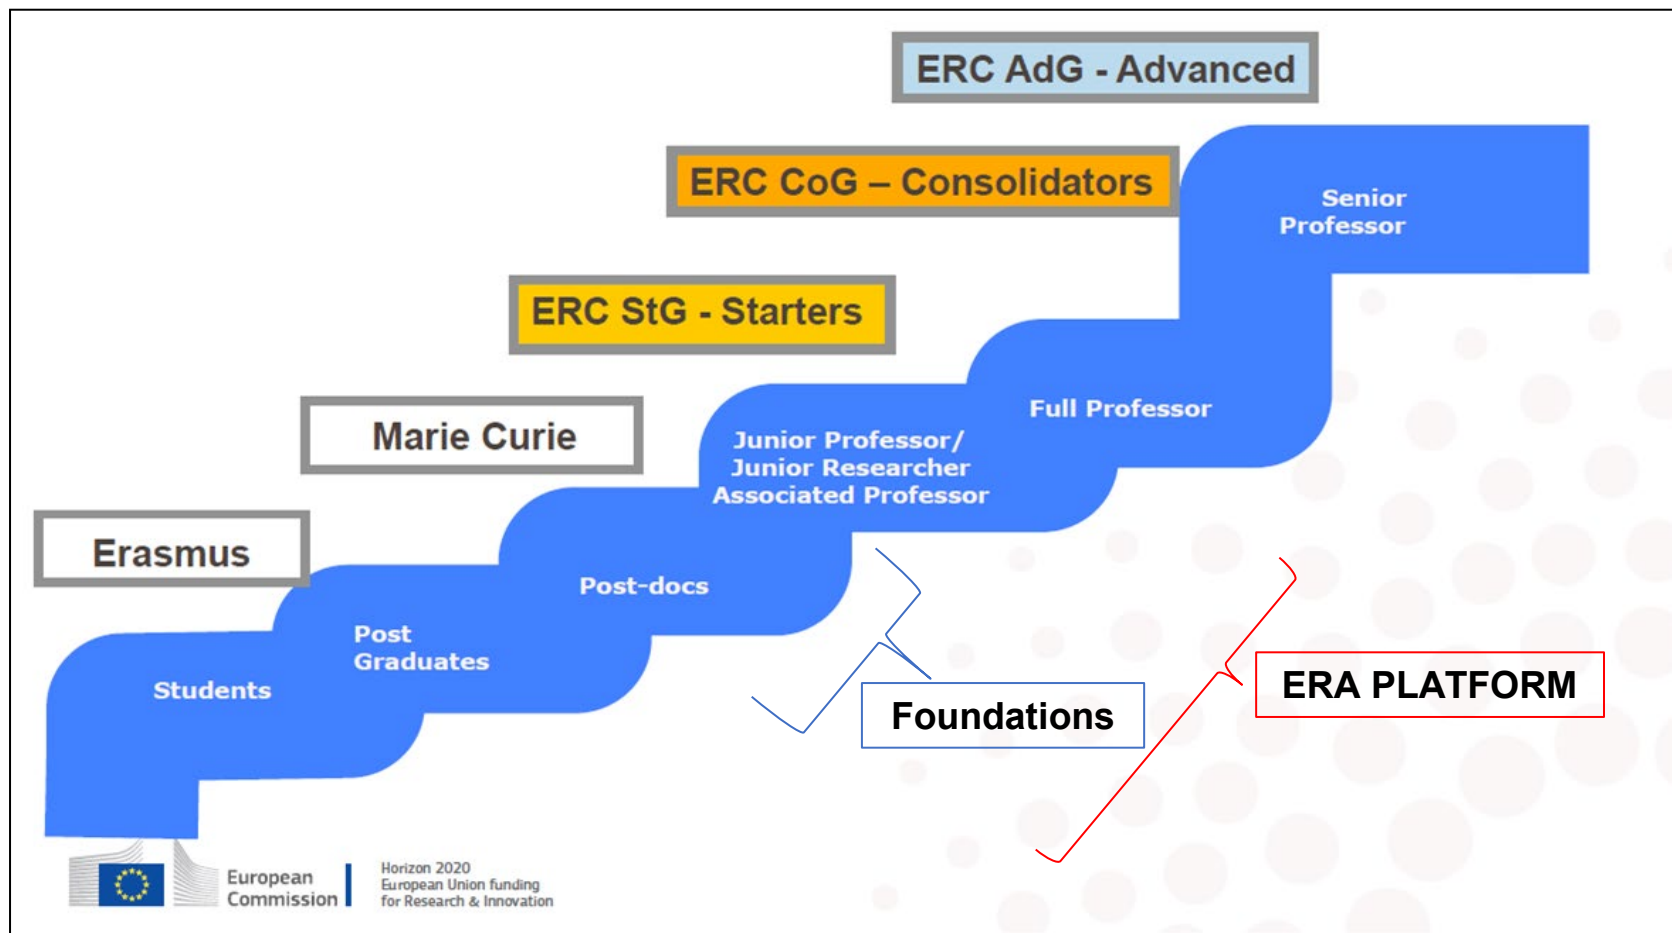 ERC AdG - Advanced
ERC CoG – Consolidators
Senior
Professor
ERC StG - Starters
Marie Curie
Full Professor
Junior Professor/
Junior Researcher
Associated Professor
Erasmus
Post-docs
Post
Graduates
Students
Foundations
ERA PLATFORM
European
Commission
Horizon 2020
European Union funding
for Research & Innovation